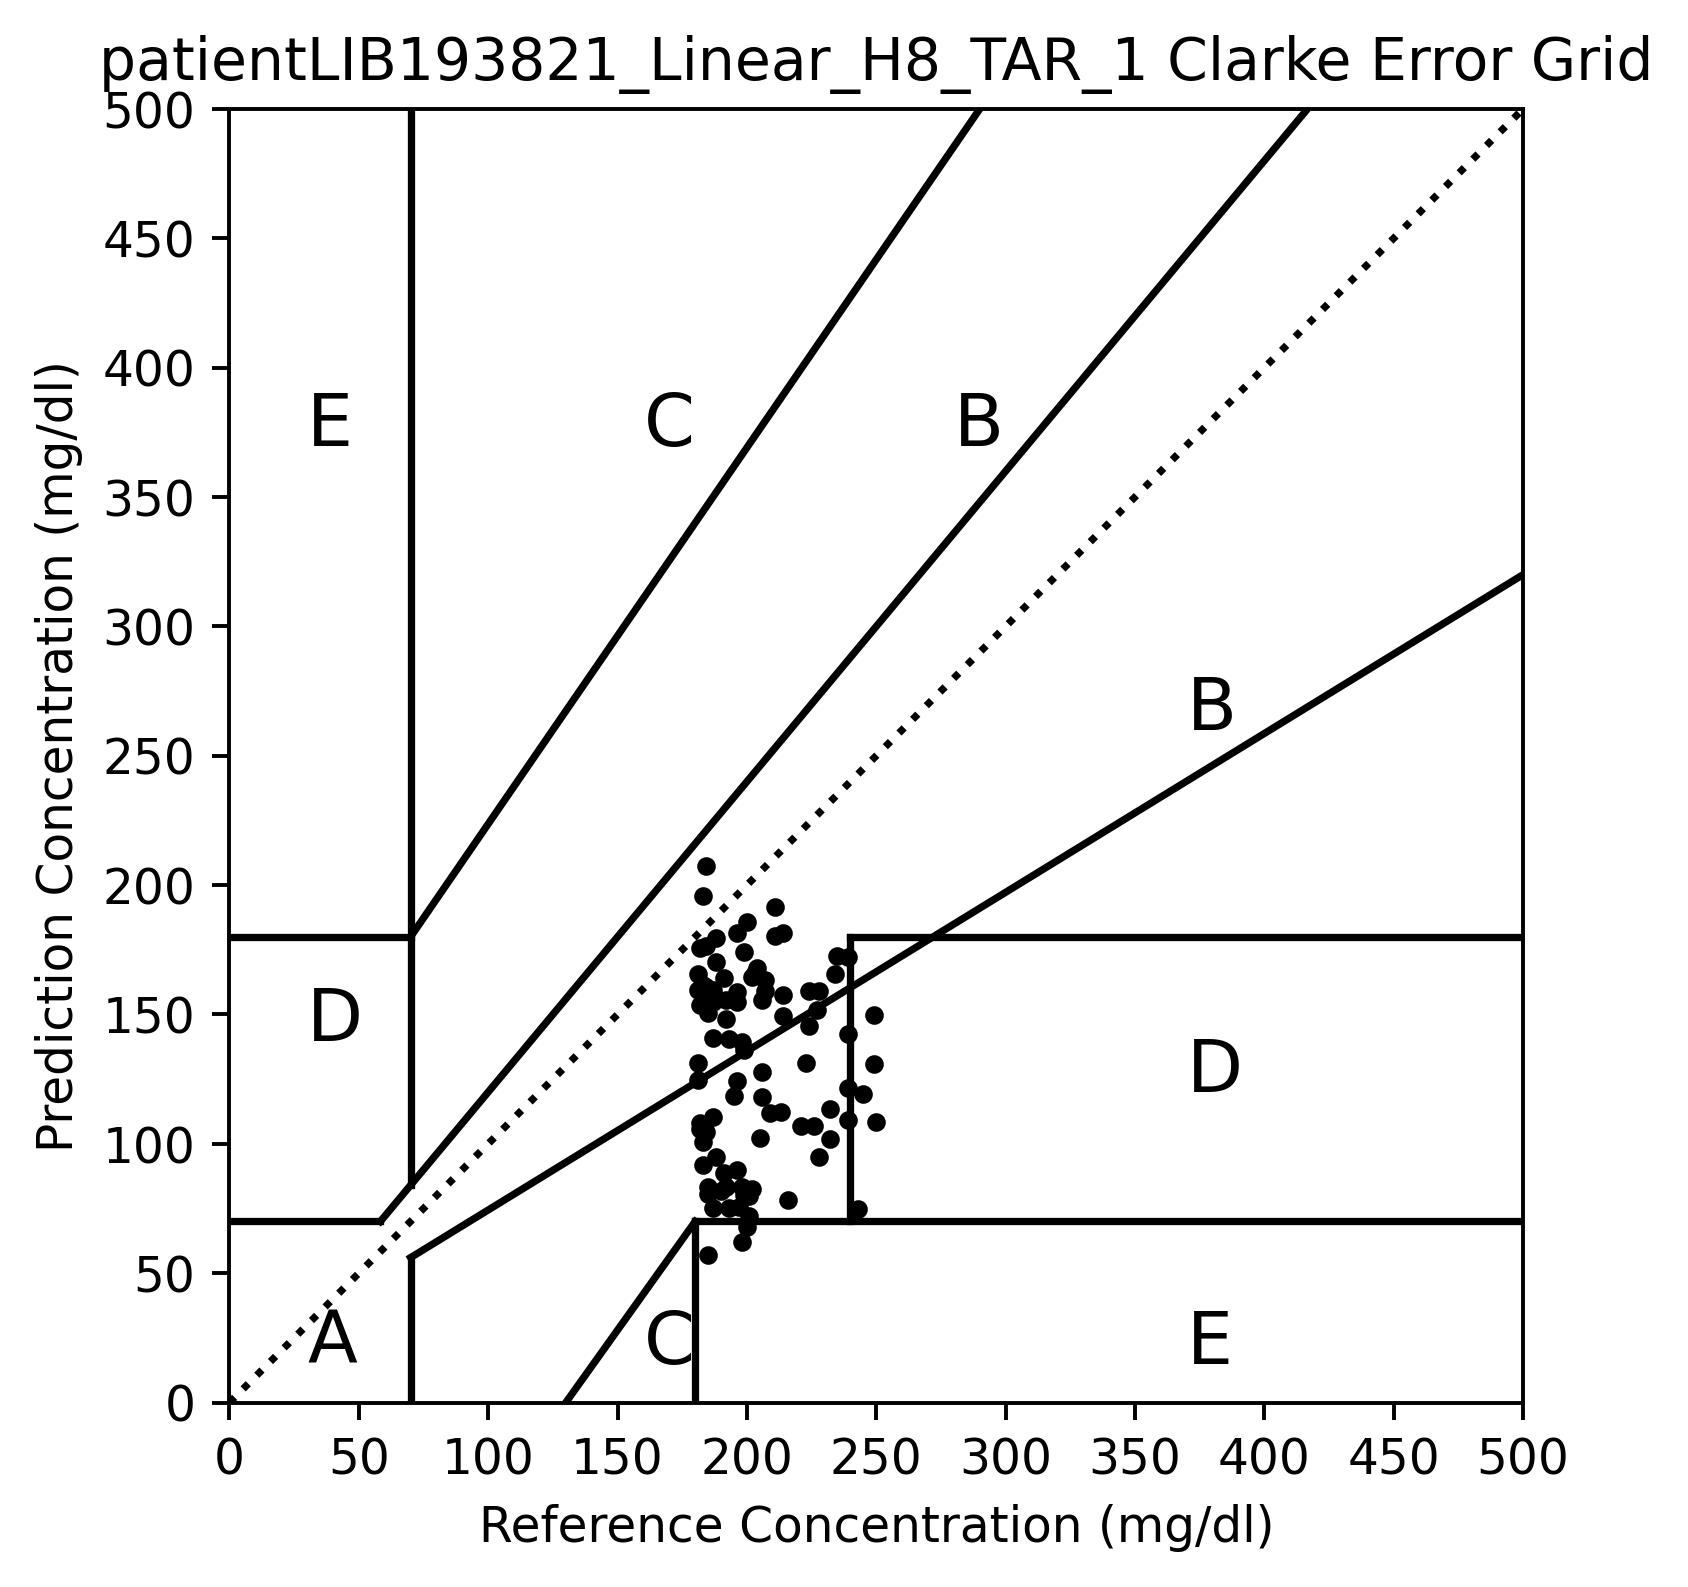 patientLIB193821_Linear_H8_TAR_1 Clarke Error Grid
500
450
400
350
300
250
200
150
100
50
0
Prediction Concentration (mg/dl)
E
C
B
B
D
D
A
C
E
0 50 100 150 200 250 300 350 400 450 500
Reference Concentration (mg/dl)